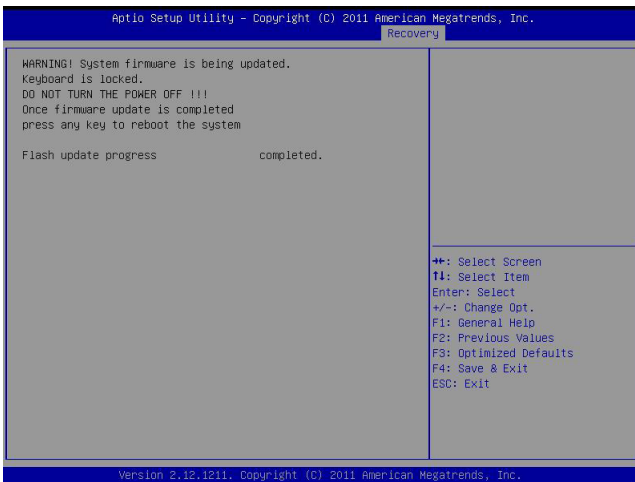 Aptio Setup Utility – Copyright (C) 2011 American Megatrends, Inc.
Recovery
WARNING! System firmware is being updated.
Keyboard is locked.
DO NOT TURN THE POWER OFF !!!
Once firmware update is completed
press any key to reboot the system
Flash update progress completed.
→←: Select Screen
↑↓: Select Item
Enter: Select
+/-: Change Opt.
F1: General Help
F2: Previous Values
F3: Optimized Defaults
F4: Save & Exit
ESC: Exit
Version 2.12.1211. Copyright (C) 2011 American Megatrends, Inc.